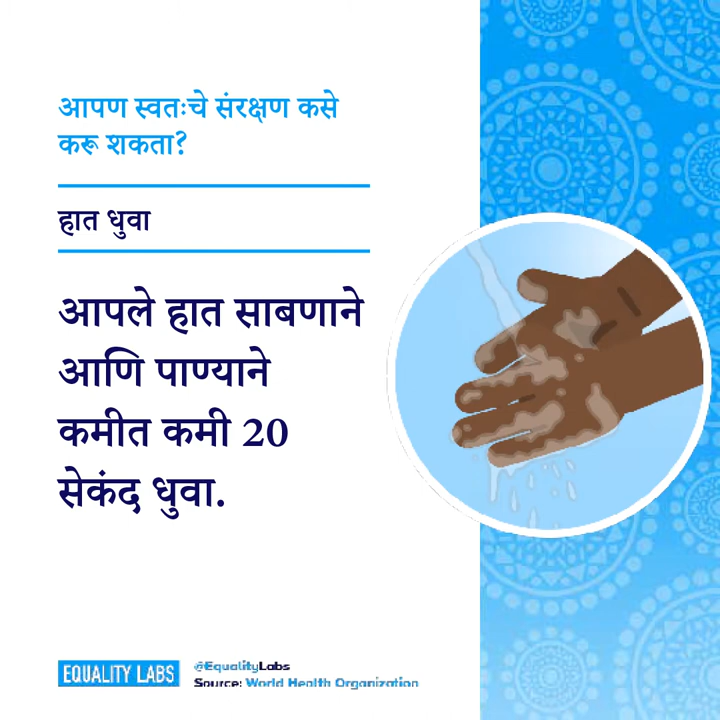 आपण स्वतःचे संरक्षण कसे
करू शकता?
हात धुवा
आपले हात साबणाने
आणि पाण्याने
कमीत कमी 20
सेकंद धुवा.
EQUALITY LABS
@EqualityLabs
Source: World Health Organization